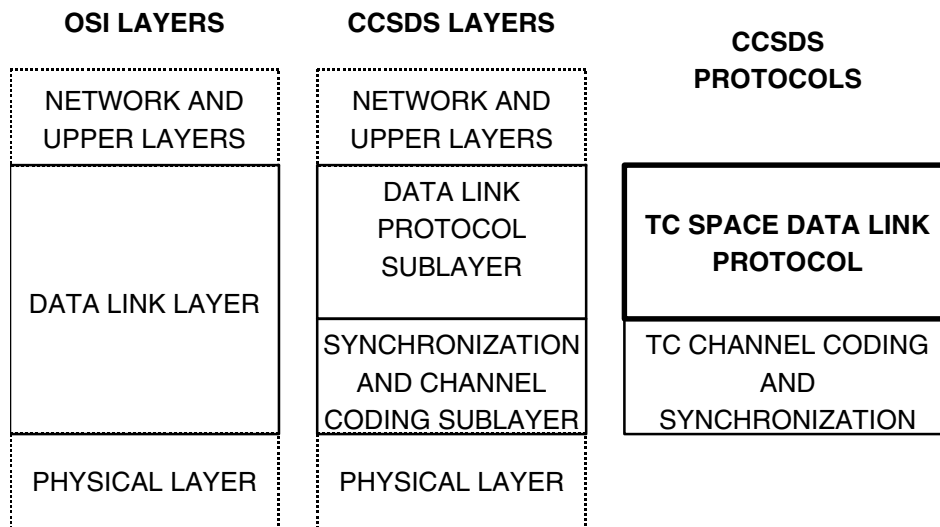 OSI LAYERS
CCSDS LAYERS
CCSDS
PROTOCOLS
NETWORK AND
UPPER LAYERS
NETWORK AND
UPPER LAYERS
DATA LINK LAYER
DATA LINK
PROTOCOL
SUBLAYER
TC SPACE DATA LINK
PROTOCOL
SYNCHRONIZATION
AND CHANNEL
CODING SUBLAYER
TC CHANNEL CODING
AND
SYNCHRONIZATION
PHYSICAL LAYER
PHYSICAL LAYER